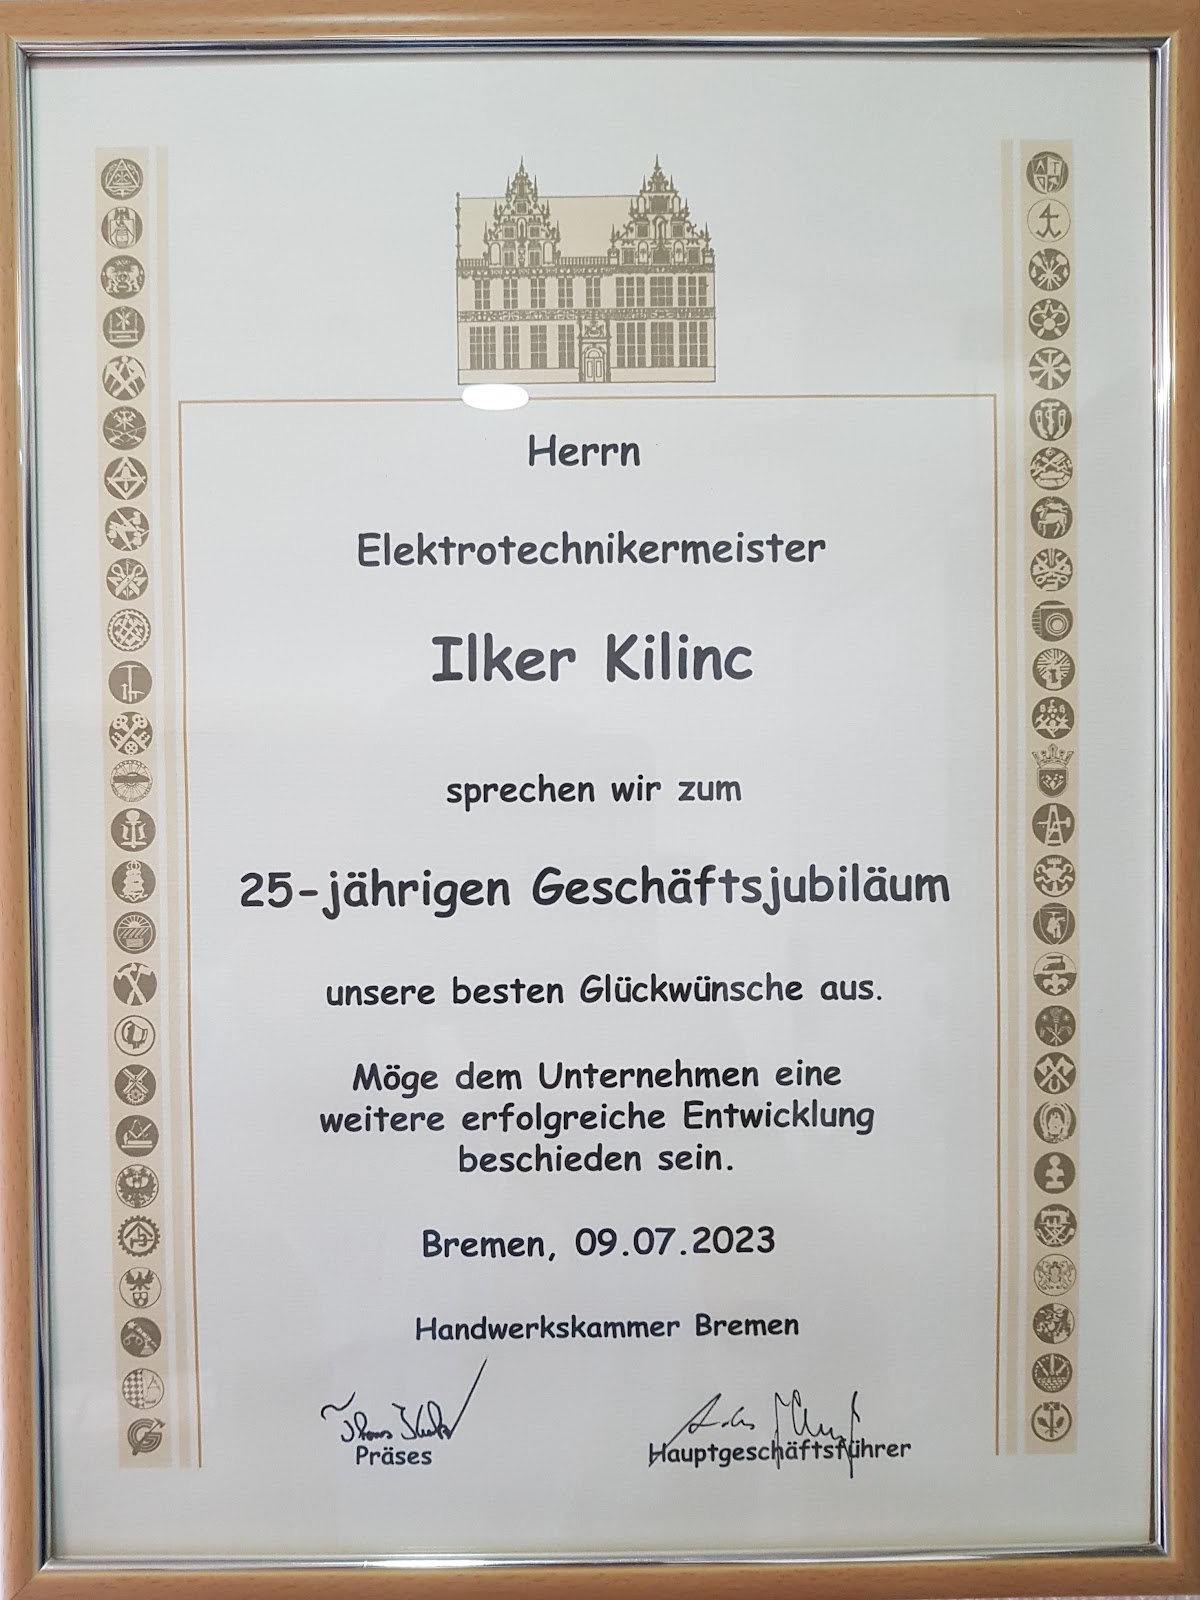 Herrn
Elektrotechnikermeister
Ilker Kilinc
sprechen wir zum
25-jährigen Geschäftsjubiläum
unsere besten Glückwünsche aus.
Möge dem Unternehmen eine
weitere erfolgreiche Entwicklung
beschieden sein.
Bremen, 09.07.2023
Handwerkskammer Bremen
Präses
Hauptgeschäftsführer